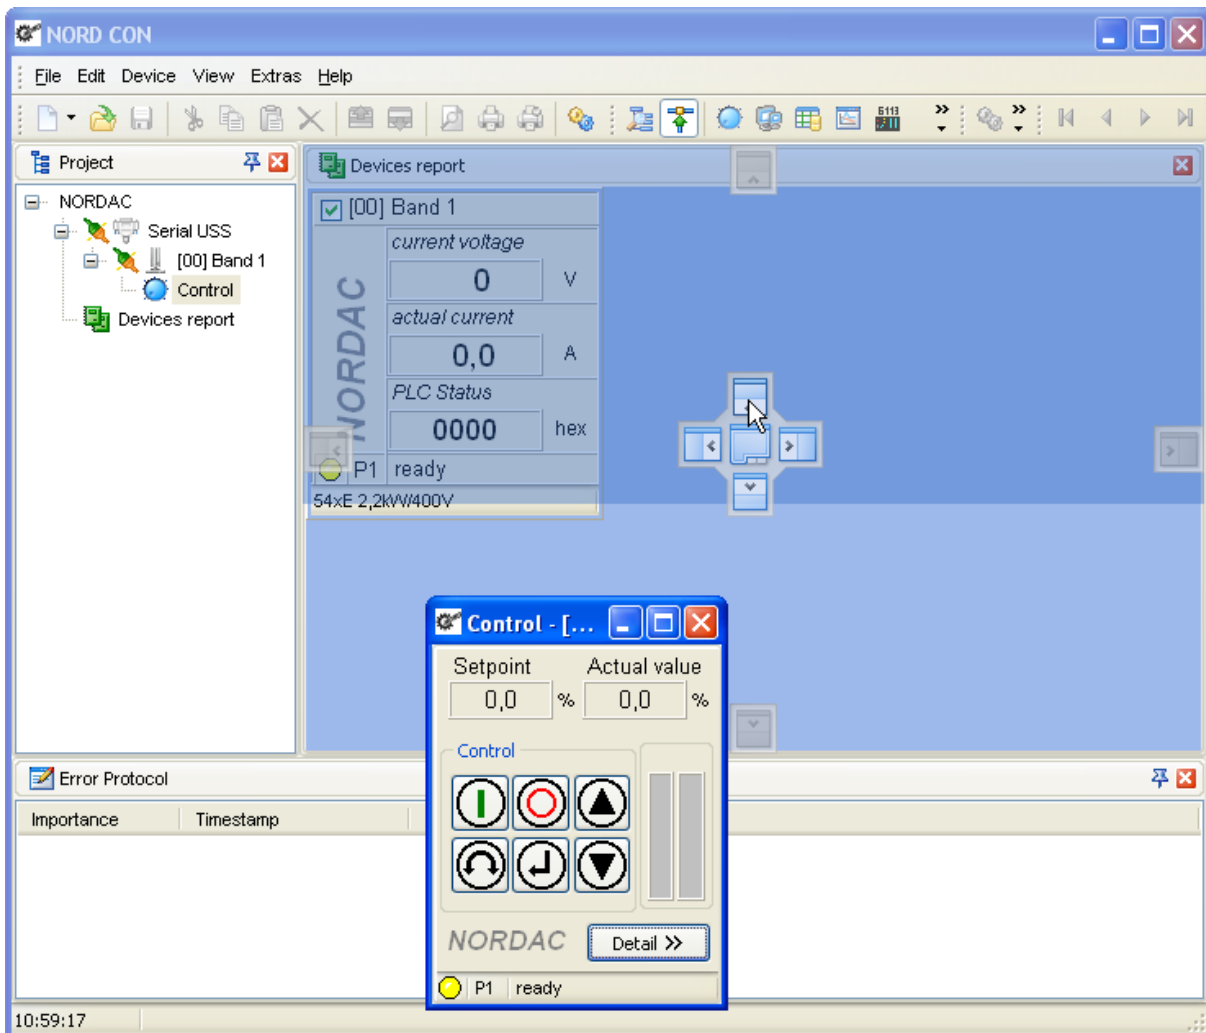 NORD CON
File Edit Device View Extras Help
Project
Devices report
NORDAC
Serial USS
[00] Band 1
Control
Devices report
[00] Band 1
NORDAC
current voltage
0 V
actual current
0,0 A
PLC Status
0000 hex
P1 ready
54xE 2,2kW/400V
Control - [...
Setpoint Actual value
0,0 % 0,0 %
Control
NORDAC Detail >>
P1 ready
Error Protocol
Importance Timestamp
10:59:17